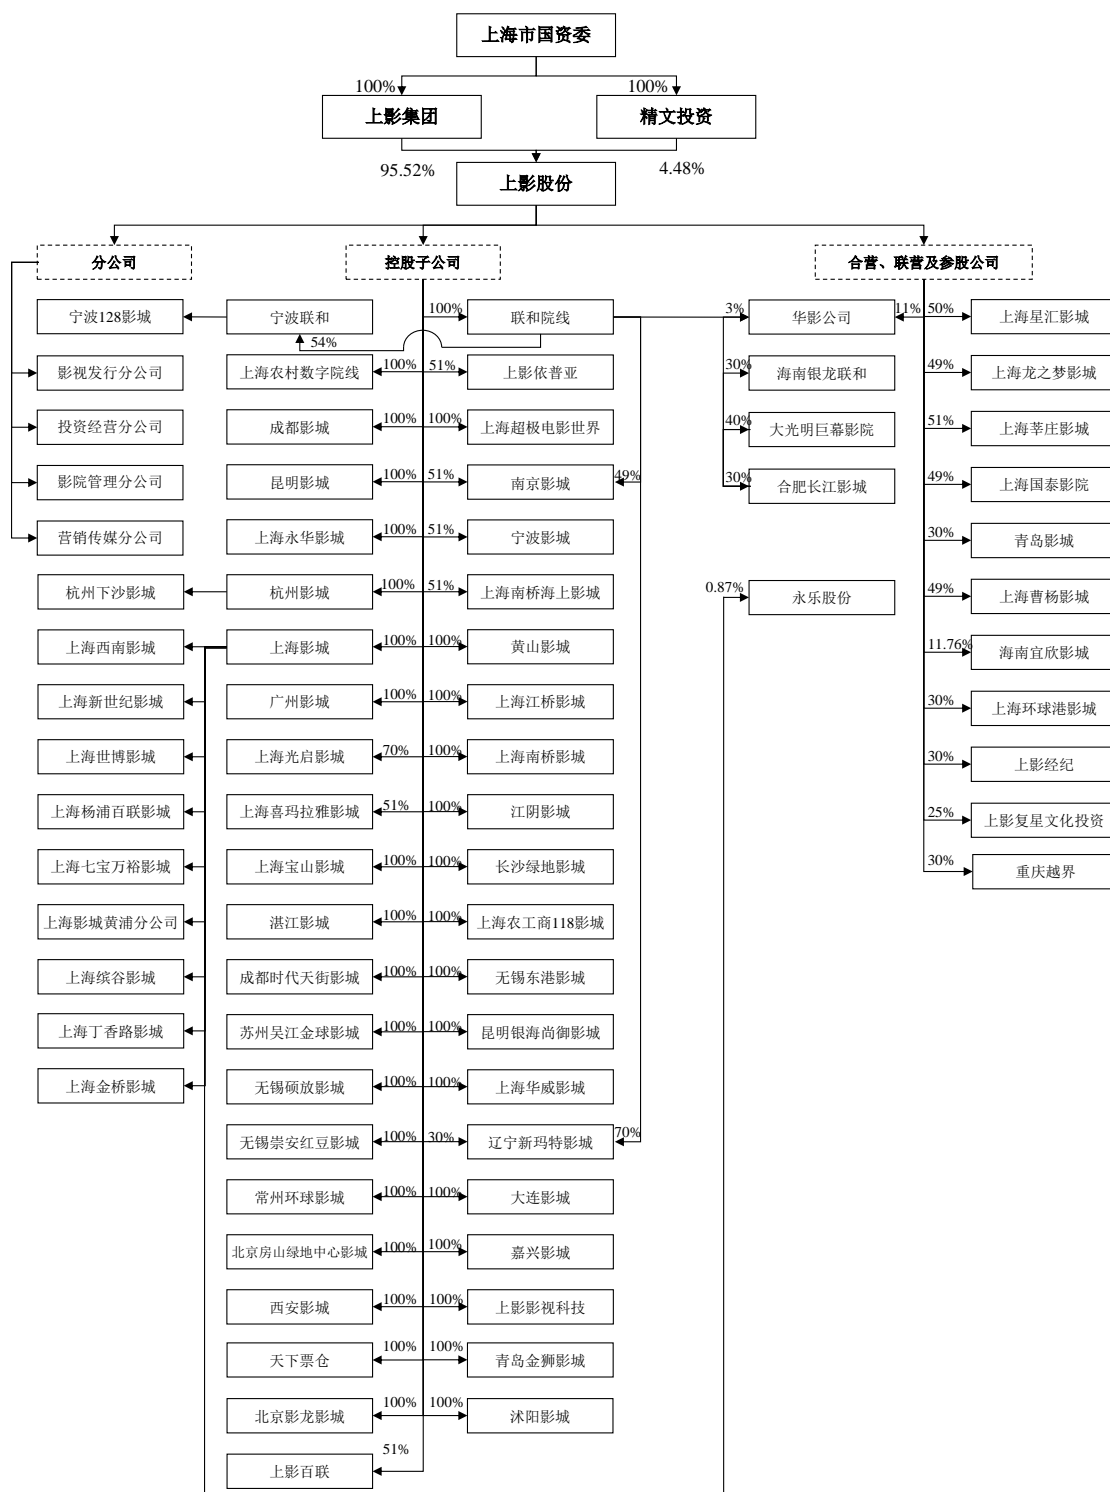 上海市国资委
100%
100%
上影集团
精文投资
95.52%
4.48%
上影股份
分公司
控股子公司
合营、联营及参股公司
宁波128影城
宁波联和
100%
联和院线
3%
华影公司
11%
50%
上海星汇影城
54%
影视发行分公司
上海农村数字院线
100%
51%
上影依普亚
30%
海南银龙联和
49%
上海龙之梦影城
投资经营分公司
成都影城
100%
100%
上海超极电影世界
40%
大光明巨幕影院
51%
上海莘庄影城
影院管理分公司
昆明影城
100%
51%
南京影城
49%
30%
合肥长江影城
49%
上海国泰影院
营销传媒分公司
上海永华影城
100%
51%
宁波影城
30%
青岛影城
杭州下沙影城
杭州影城
100%
51%
上海南桥海上影城
0.87%
永乐股份
49%
上海曹杨影城
上海西南影城
上海影城
100%
100%
黄山影城
11.76%
海南宜欣影城
上海新世纪影城
广州影城
100%
100%
上海江桥影城
30%
上海环球港影城
上海世博影城
上海光启影城
70%
100%
上海南桥影城
30%
上影经纪
上海杨浦百联影城
上海喜玛拉雅影城
51%
100%
江阴影城
25%
上影复星文化投资
上海七宝万裕影城
上海宝山影城
100%
100%
长沙绿地影城
30%
重庆越界
上海影城黄浦分公司
湛江影城
100%
100%
上海农工商118影城
上海缤谷影城
成都时代天街影城
100%
100%
无锡东港影城
上海丁香路影城
苏州吴江金球影城
100%
100%
昆明银海尚御影城
上海金桥影城
无锡硕放影城
100%
100%
上海华威影城
无锡崇安红豆影城
100%
30%
辽宁新玛特影城
70%
常州环球影城
100%
100%
大连影城
北京房山绿地中心影城
100%
100%
嘉兴影城
西安影城
100%
100%
上影影视科技
天下票仓
100%
100%
青岛金狮影城
北京影龙影城
100%
100%
沭阳影城
上影百联
51%